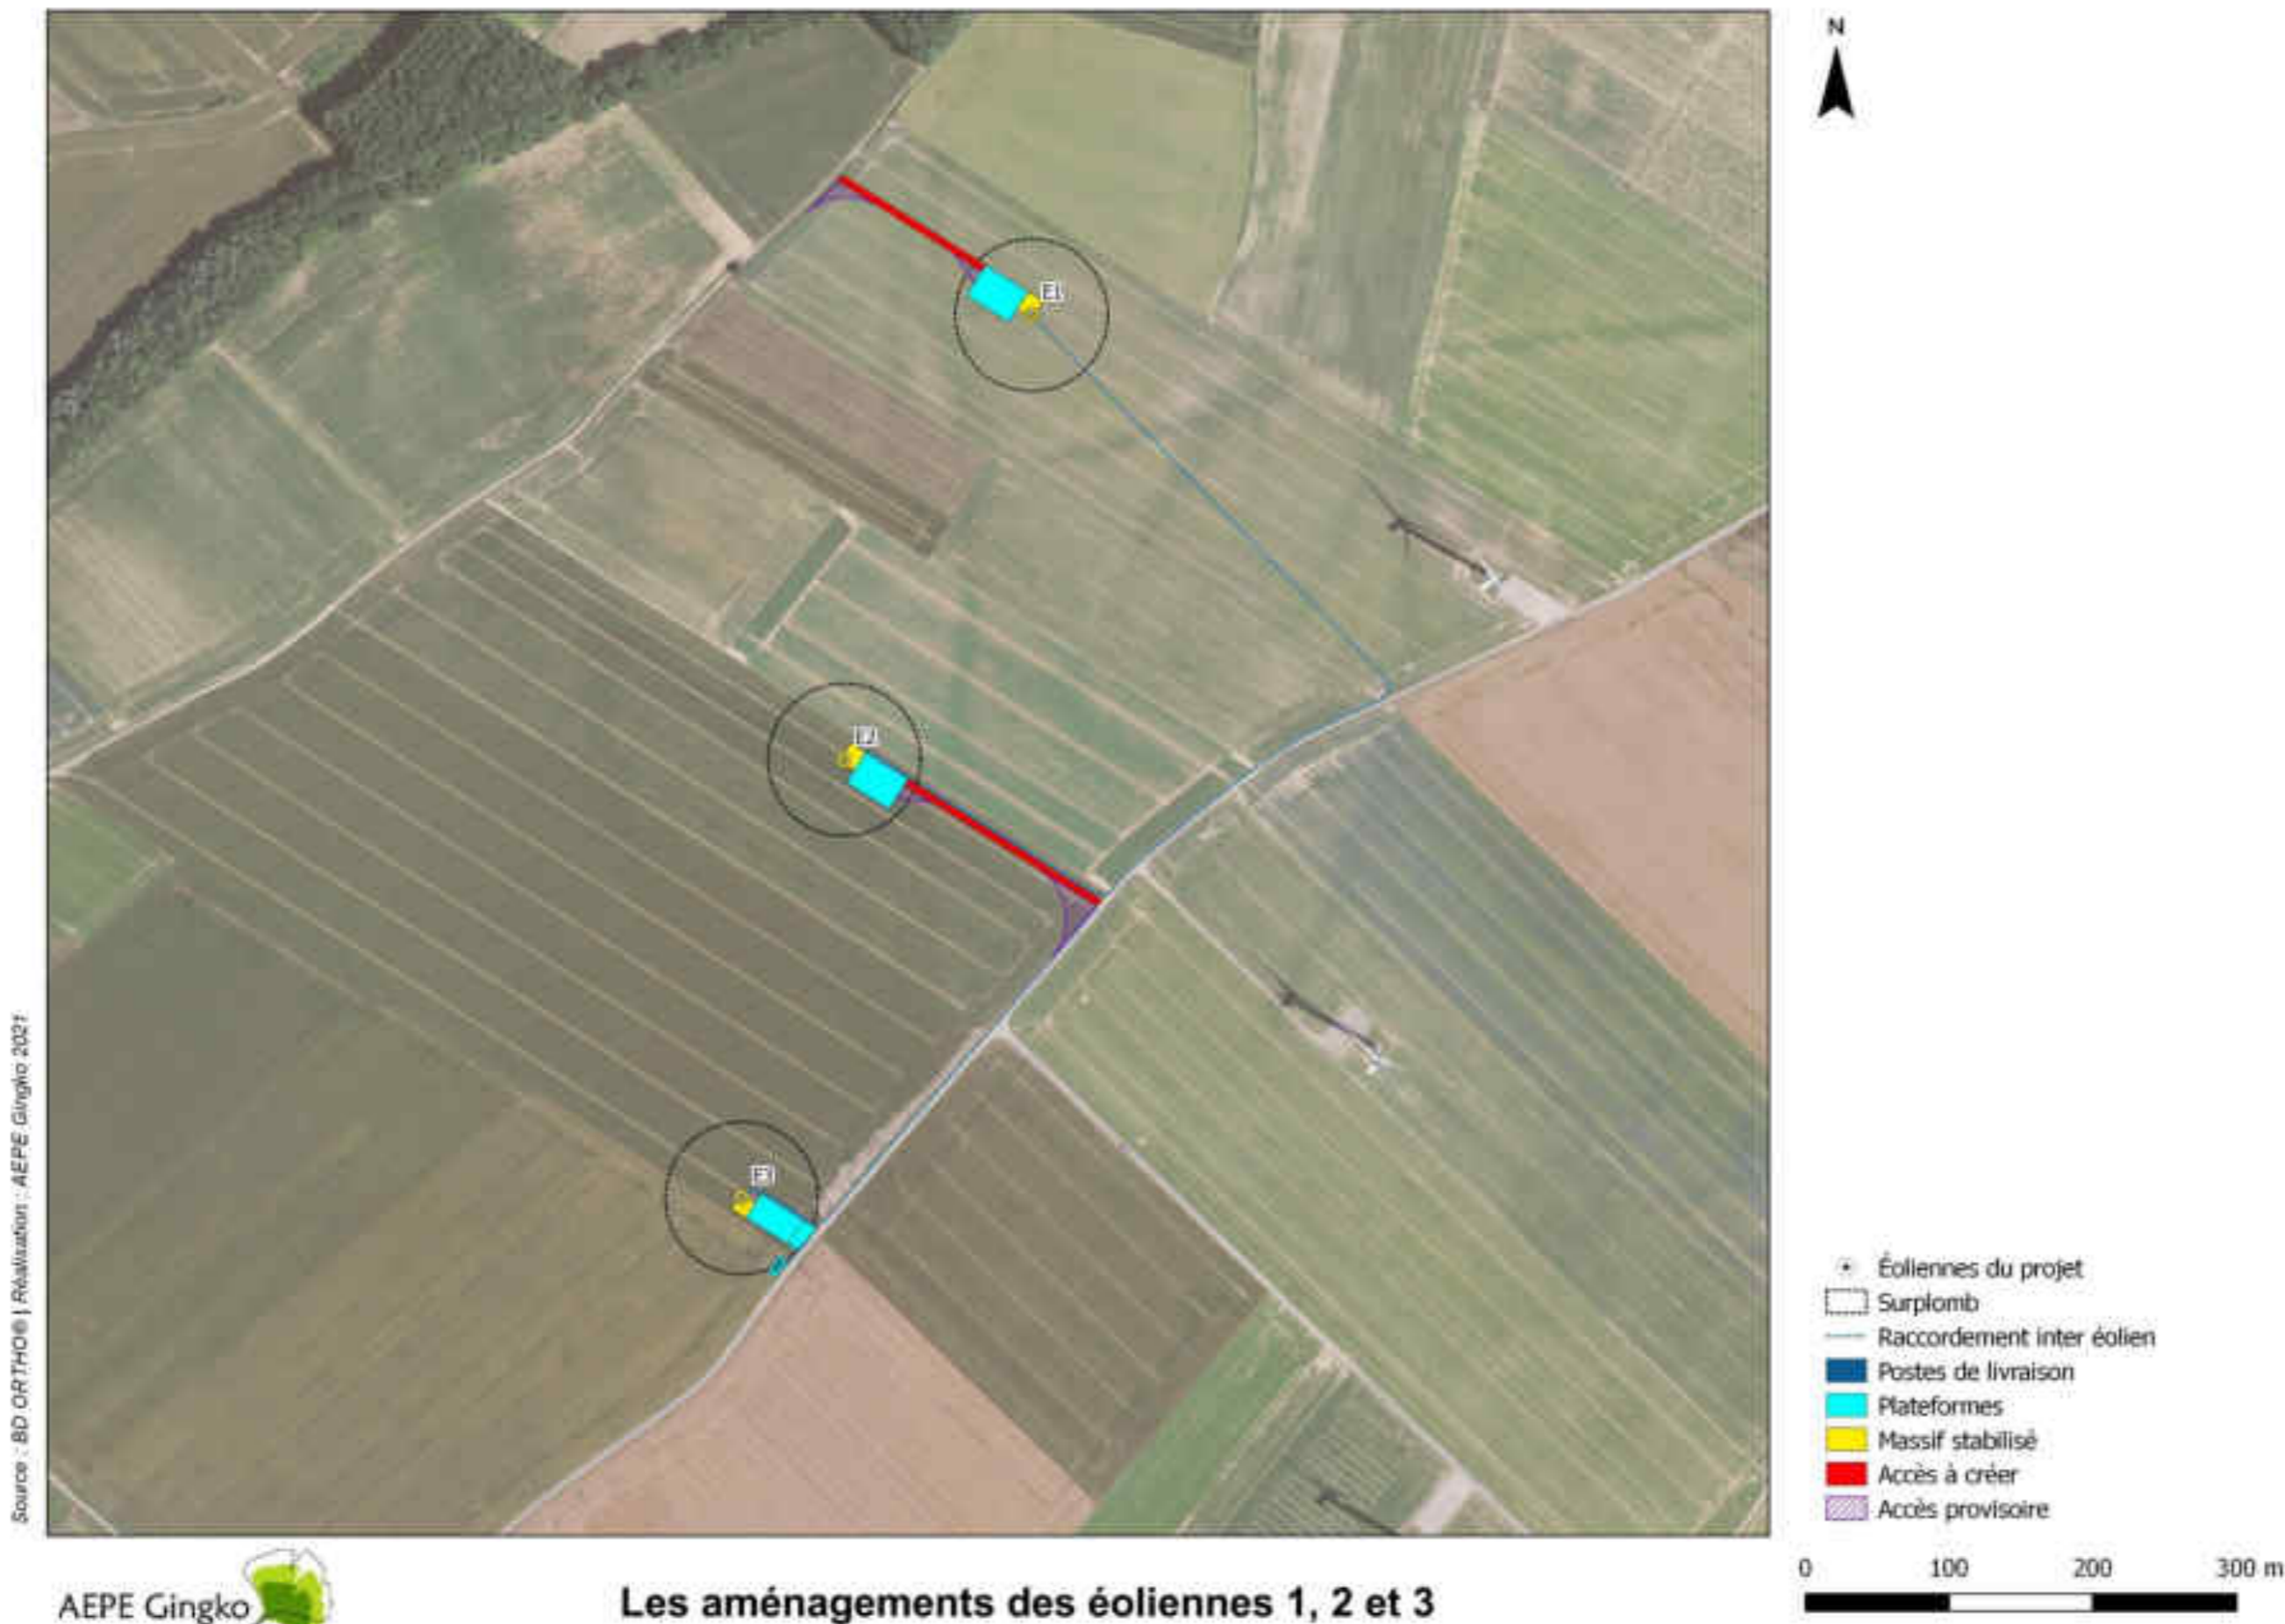 N
E1
E2
E3
Source : BD ORTHO® | Réalisation : AEPE Gingko 2021
Éoliennes du projet
Surplomb
Raccordement inter éolien
Postes de livraison
Plateformes
Massif stabilisé
Accès à créer
Accès provisoire
0 100 200 300 m
AEPE Gingko
Les aménagements des éoliennes 1, 2 et 3